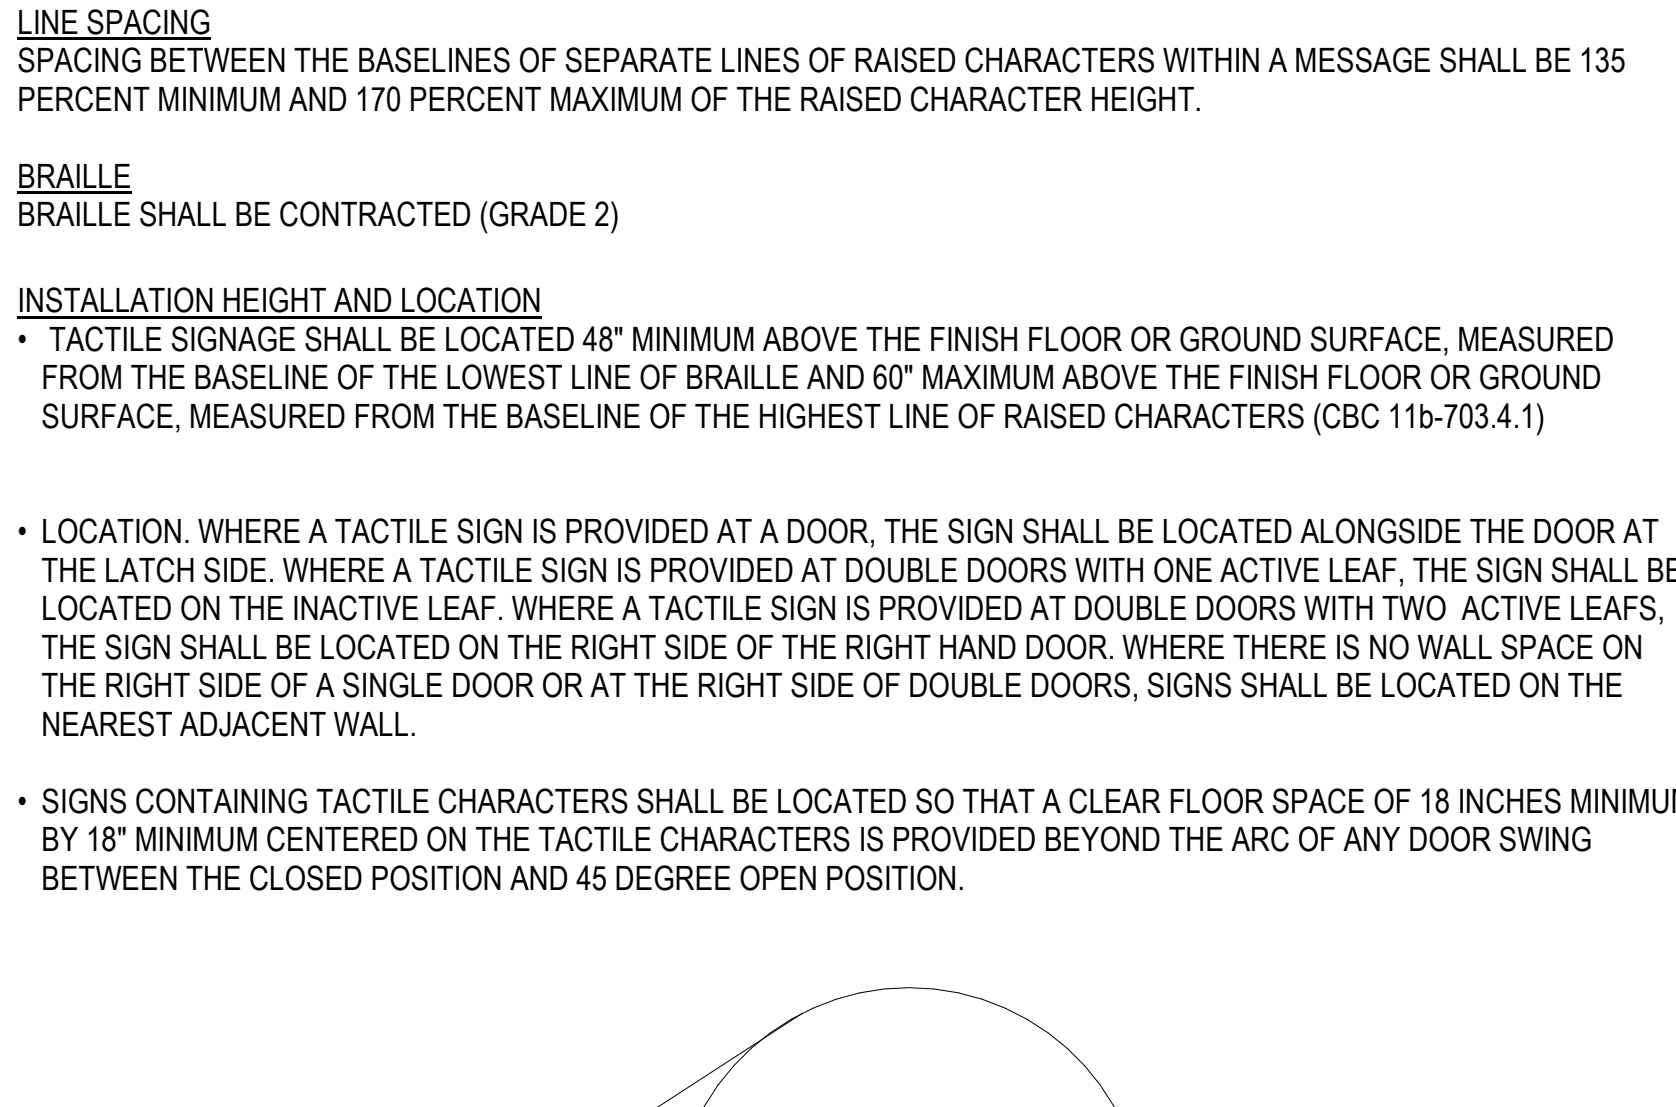 LINE SPACING
SPACING BETWEEN THE BASELINES OF SEPARATE LINES OF RAISED CHARACTERS WITHIN A MESSAGE SHALL BE 135
PERCENT MINIMUM AND 170 PERCENT MAXIMUM OF THE RAISED CHARACTER HEIGHT.
BRAILLE
BRAILLE SHALL BE CONTRACTED (GRADE 2)
INSTALLATION HEIGHT AND LOCATION
• TACTILE SIGNAGE SHALL BE LOCATED 48" MINIMUM ABOVE THE FINISH FLOOR OR GROUND SURFACE, MEASURED
FROM THE BASELINE OF THE LOWEST LINE OF BRAILLE AND 60" MAXIMUM ABOVE THE FINISH FLOOR OR GROUND
SURFACE, MEASURED FROM THE BASELINE OF THE HIGHEST LINE OF RAISED CHARACTERS (CBC 11b-703.4.1)
• LOCATION. WHERE A TACTILE SIGN IS PROVIDED AT A DOOR, THE SIGN SHALL BE LOCATED ALONGSIDE THE DOOR AT
THE LATCH SIDE. WHERE A TACTILE SIGN IS PROVIDED AT DOUBLE DOORS WITH ONE ACTIVE LEAF, THE SIGN SHALL BE
LOCATED ON THE INACTIVE LEAF. WHERE A TACTILE SIGN IS PROVIDED AT DOUBLE DOORS WITH TWO ACTIVE LEAFS,
THE SIGN SHALL BE LOCATED ON THE RIGHT SIDE OF THE RIGHT HAND DOOR. WHERE THERE IS NO WALL SPACE ON
THE RIGHT SIDE OF A SINGLE DOOR OR AT THE RIGHT SIDE OF DOUBLE DOORS, SIGNS SHALL BE LOCATED ON THE
NEAREST ADJACENT WALL.
• SIGNS CONTAINING TACTILE CHARACTERS SHALL BE LOCATED SO THAT A CLEAR FLOOR SPACE OF 18 INCHES MINIMUM
BY 18" MINIMUM CENTERED ON THE TACTILE CHARACTERS IS PROVIDED BEYOND THE ARC OF ANY DOOR SWING
BETWEEN THE CLOSED POSITION AND 45 DEGREE OPEN POSITION.